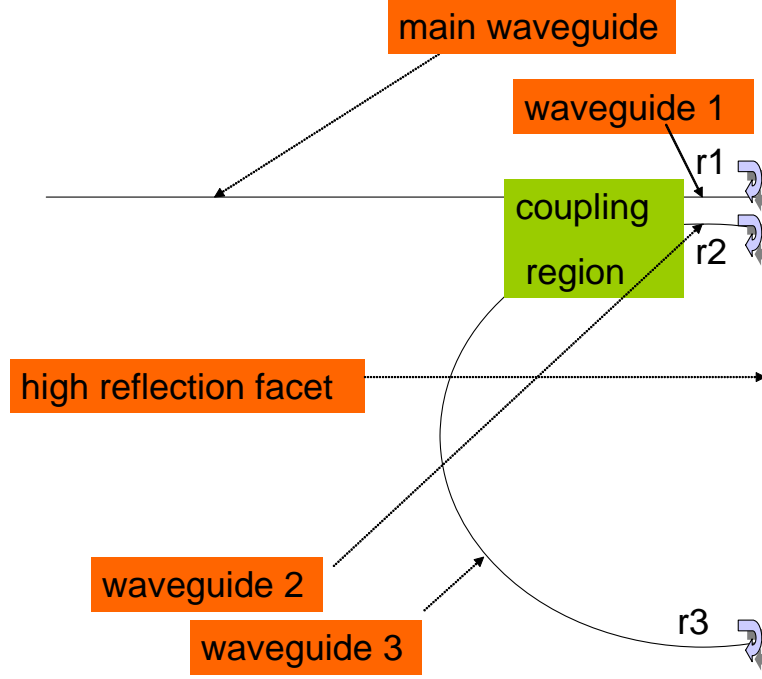 main waveguide
waveguide 1
r1
coupling
region
r2
high reflection facet
waveguide 2
waveguide 3
r3